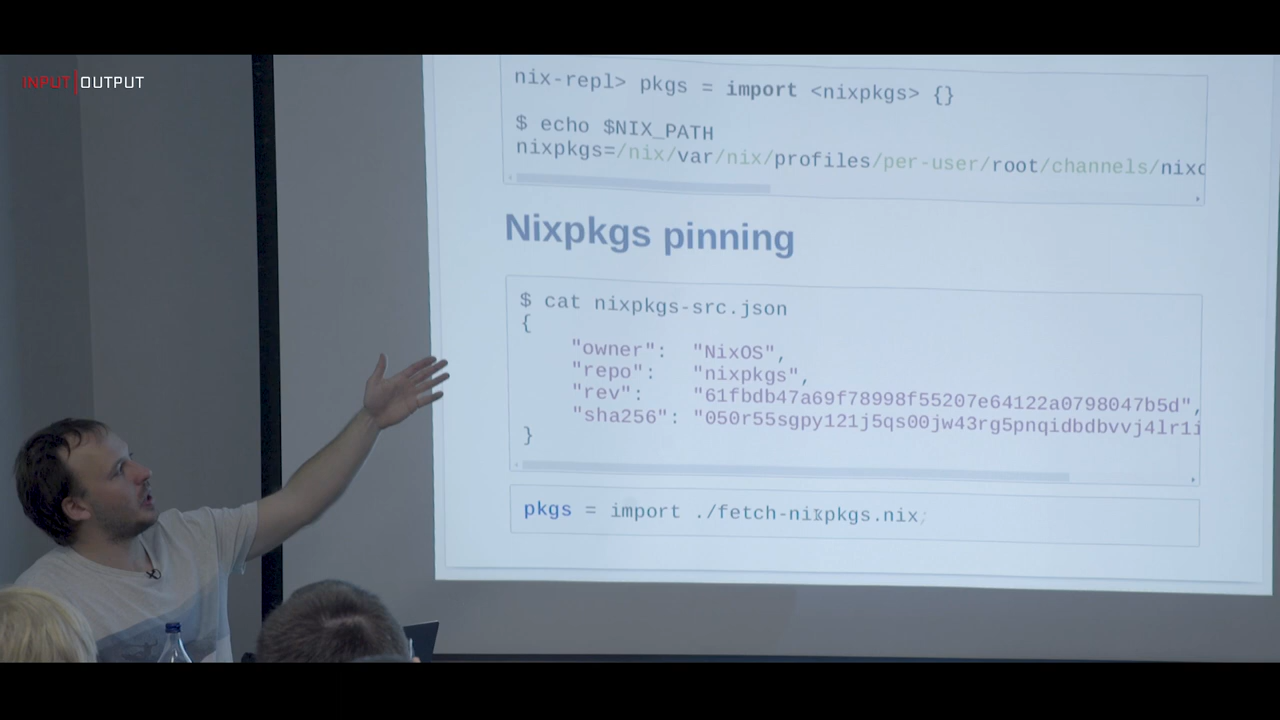 INPUT|OUTPUT
nix-repl> pkgs = import <nixpkgs> {}
$ echo $NIX_PATH
nixpkgs=/nix/var/nix/profiles/per-user/root/channels/nixo
Nixpkgs pinning
$ cat nixpkgs-src.json
{
"owner": "NixOS",
"repo": "nixpkgs",
"rev": "61fbdb47a69f78998f55207e64122a0798047b5d",
"sha256": "050r55sgpy121j5qs00jw43rg5pnqidbdbvvj4lr1i
}
pkgs = import ./fetch-nixpkgs.nix;